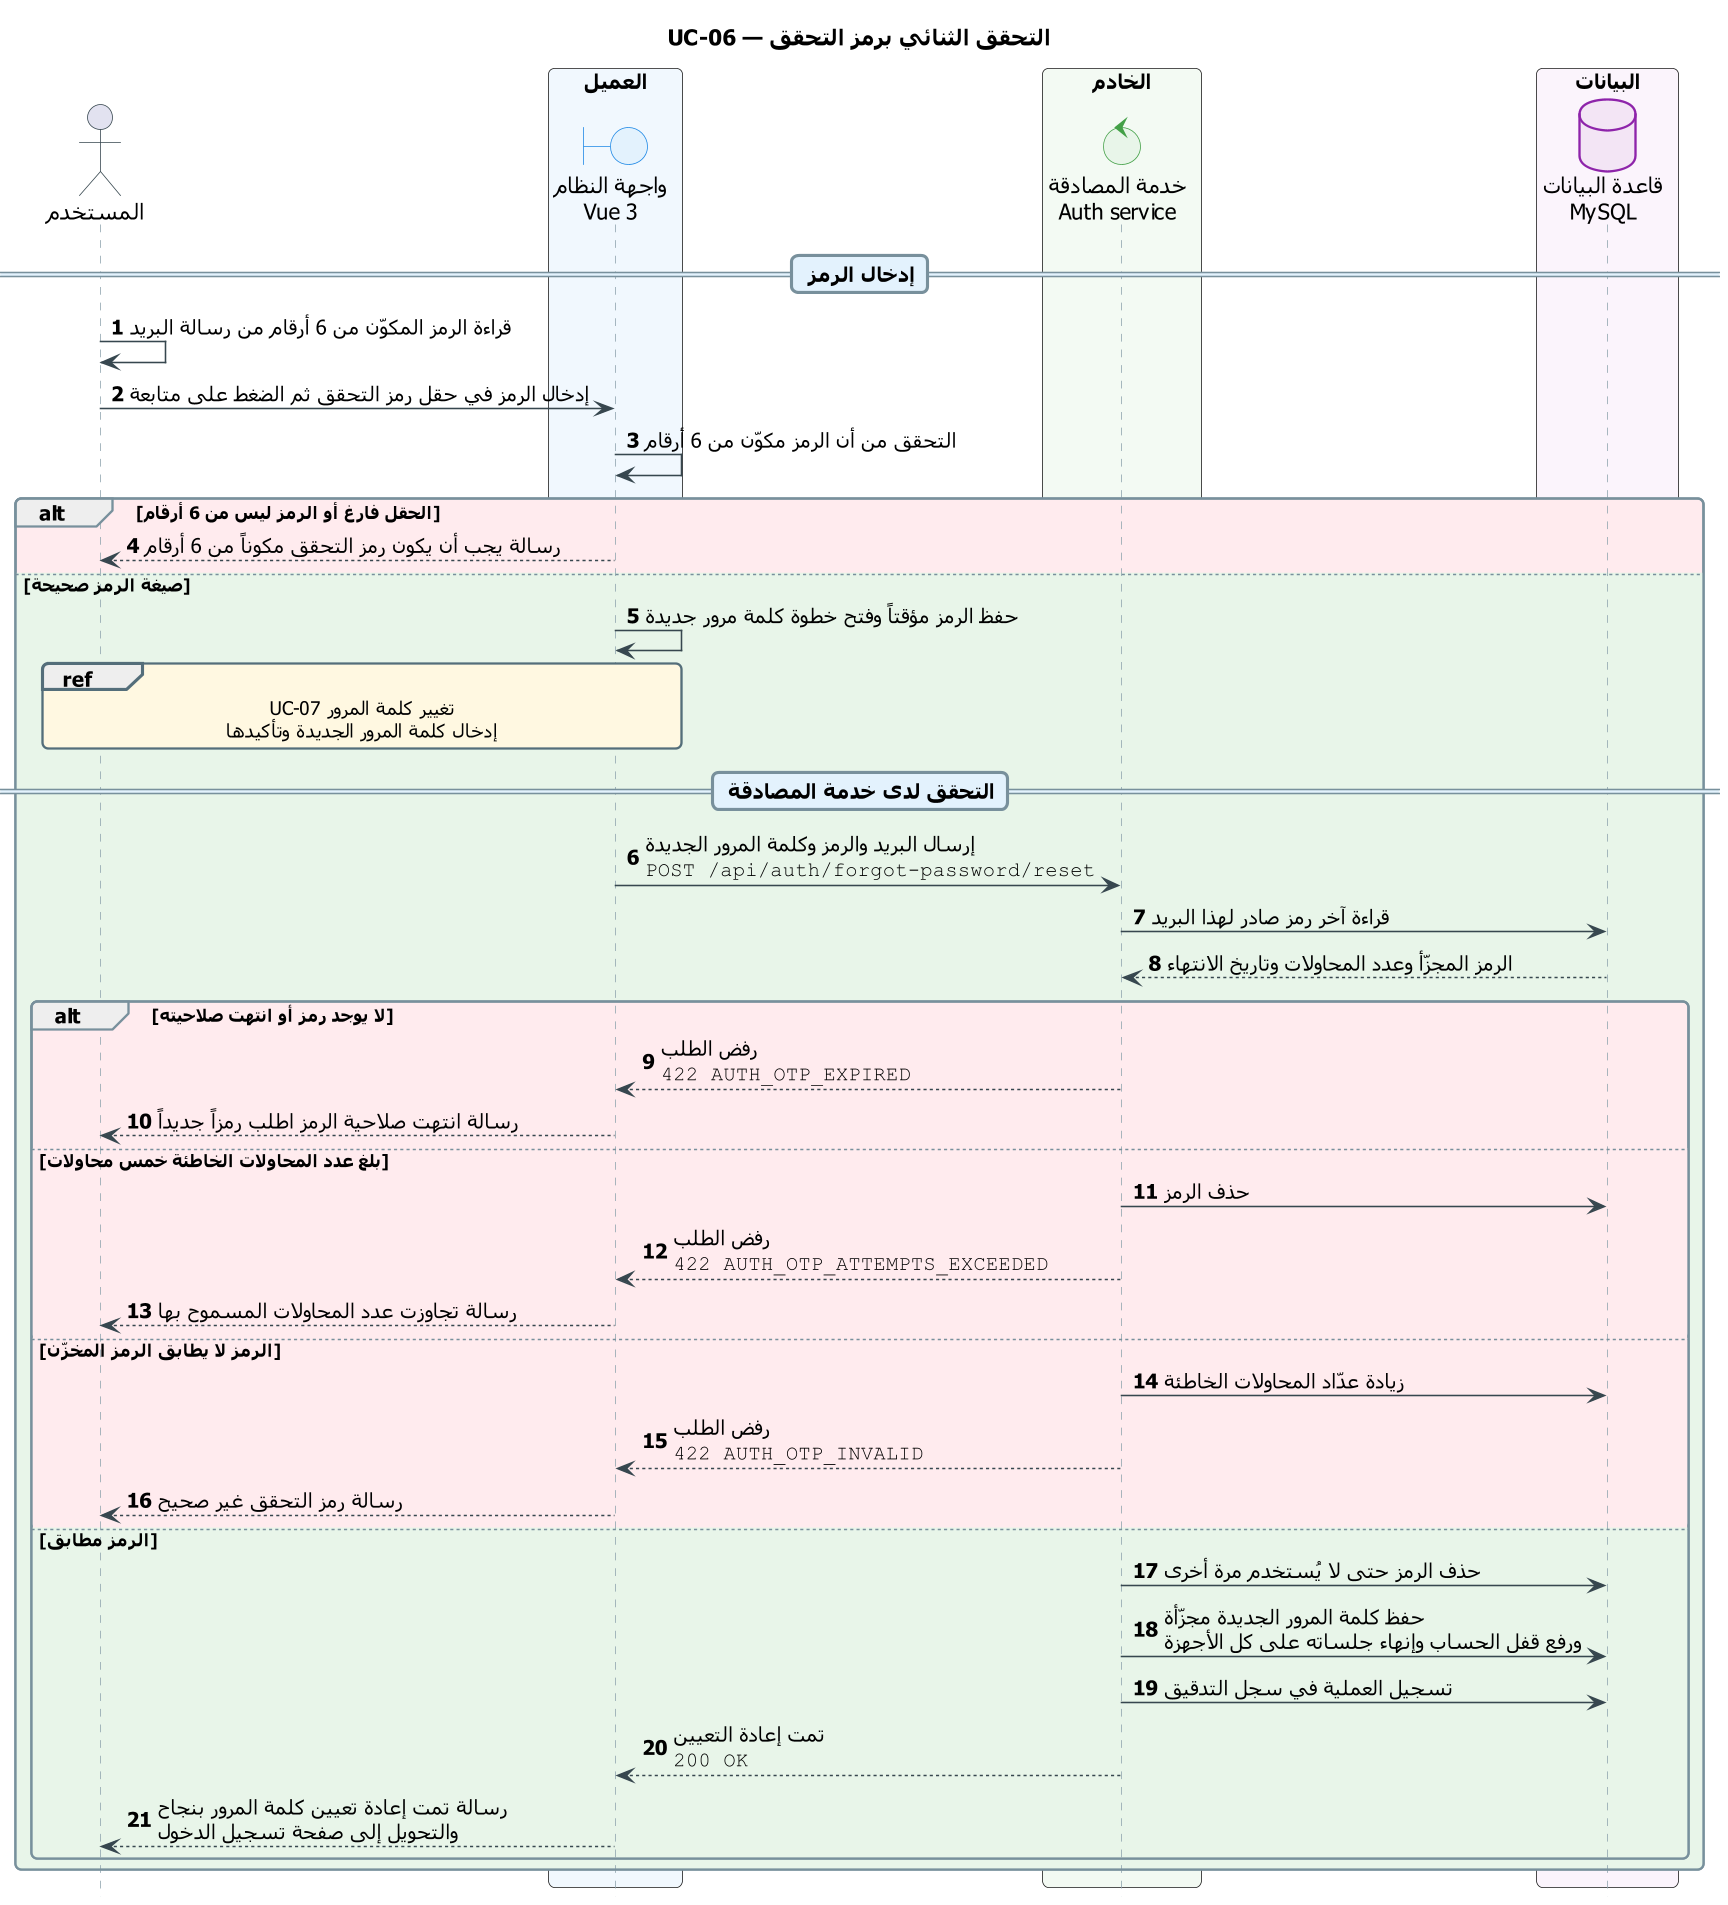 UC-06 — التحقق الثنائي برمز التحقق
العميل
الخادم
البيانات
المستخدم
واجهة النظام
Vue 3
خدمة المصادقة
Auth service
قاعدة البيانات
MySQL
إدخال الرمز
1 قراءة الرمز المكوّن من 6 أرقام من رسالة البريد
2 إدخال الرمز في حقل رمز التحقق ثم الضغط على متابعة
3 التحقق من أن الرمز مكوّن من 6 أرقام
alt [الحقل فارغ أو الرمز ليس من 6 أرقام]
4 رسالة يجب أن يكون رمز التحقق مكوناً من 6 أرقام
[صيغة الرمز صحيحة]
5 حفظ الرمز مؤقتاً وفتح خطوة كلمة مرور جديدة
ref
UC-07 تغيير كلمة المرور
إدخال كلمة المرور الجديدة وتأكيدها
التحقق لدى خدمة المصادقة
6 إرسال البريد والرمز وكلمة المرور الجديدة
POST /api/auth/forgot-password/reset
7 قراءة آخر رمز صادر لهذا البريد
8 الرمز المجزّأ وعدد المحاولات وتاريخ الانتهاء
alt [لا يوجد رمز أو انتهت صلاحيته]
9 رفض الطلب
422 AUTH_OTP_EXPIRED
10 رسالة انتهت صلاحية الرمز اطلب رمزاً جديداً
[بلغ عدد المحاولات الخاطئة خمس محاولات]
11 حذف الرمز
12 رفض الطلب
422 AUTH_OTP_ATTEMPTS_EXCEEDED
13 رسالة تجاوزت عدد المحاولات المسموح بها
[الرمز لا يطابق الرمز المخزّن]
14 زيادة عدّاد المحاولات الخاطئة
15 رفض الطلب
422 AUTH_OTP_INVALID
16 رسالة رمز التحقق غير صحيح
[الرمز مطابق]
17 حذف الرمز حتى لا يُستخدم مرة أخرى
18 حفظ كلمة المرور الجديدة مجزّأة
ورفع قفل الحساب وإنهاء جلساته على كل الأجهزة
19 تسجيل العملية في سجل التدقيق
20 تمت إعادة التعيين
200 OK
21 رسالة تمت إعادة تعيين كلمة المرور بنجاح
والتحويل إلى صفحة تسجيل الدخول